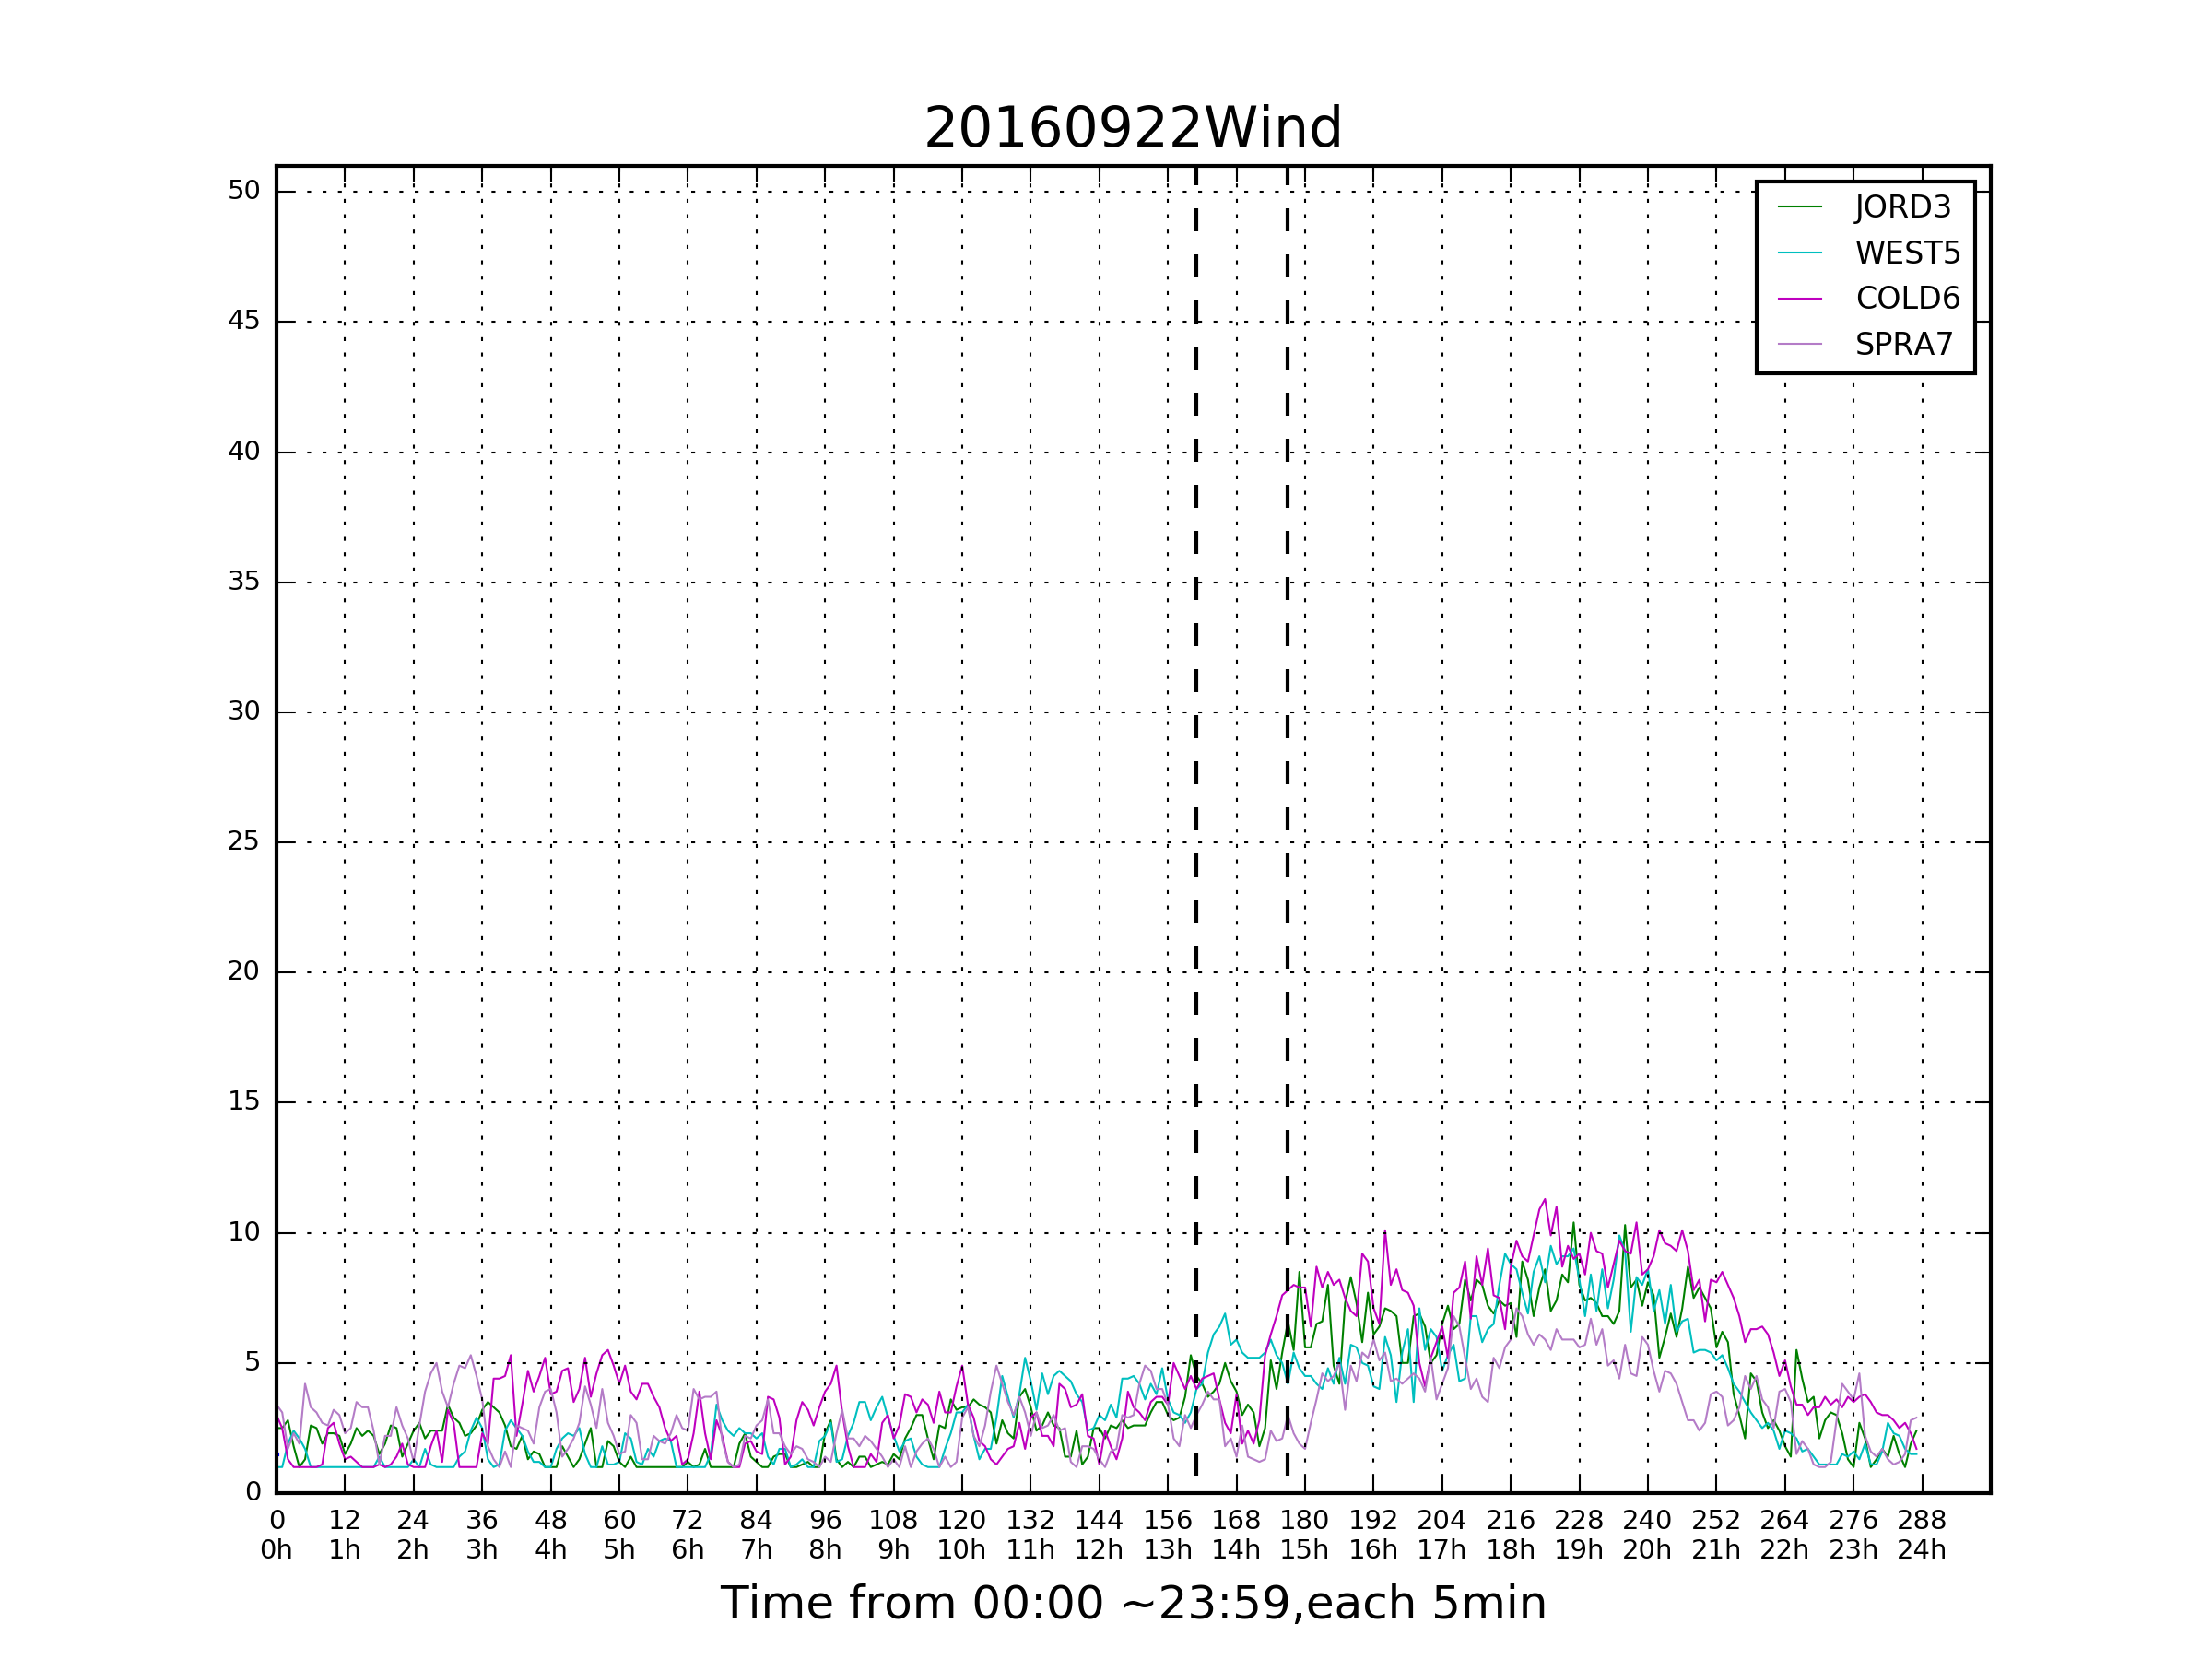 20160922Wind
50
45
40
35
30
25
20
15
10
5
0
JORD3
WEST5
COLD6
SPRA7
0 12 24 36 48 60 72 84 96 108 120 132 144 156 168 180 192 204 216 228 240 252 264 276 288
0h 1h 2h 3h 4h 5h 6h 7h 8h 9h 10h 11h 12h 13h 14h 15h 16h 17h 18h 19h 20h 21h 22h 23h 24h
Time from 00:00 ~23:59,each 5min